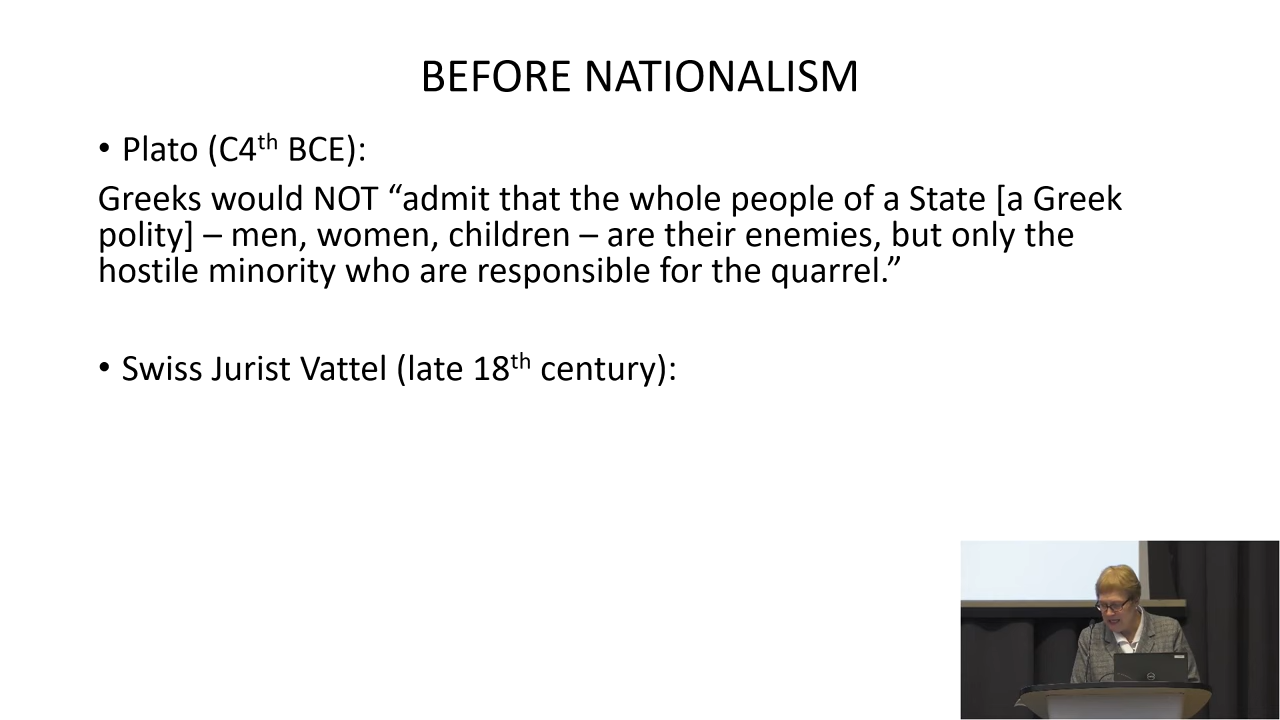 BEFORE NATIONALISM
• Plato (C4th BCE):
Greeks would NOT “admit that the whole people of a State [a Greek
polity] – men, women, children – are their enemies, but only the
hostile minority who are responsible for the quarrel.”
• Swiss Jurist Vattel (late 18th century):